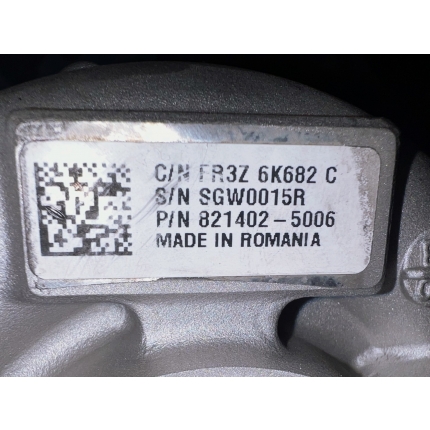 C/N FR3Z 6K682 C
S/N SGW0015R
P/N 821402-5006
MADE IN ROMANIA